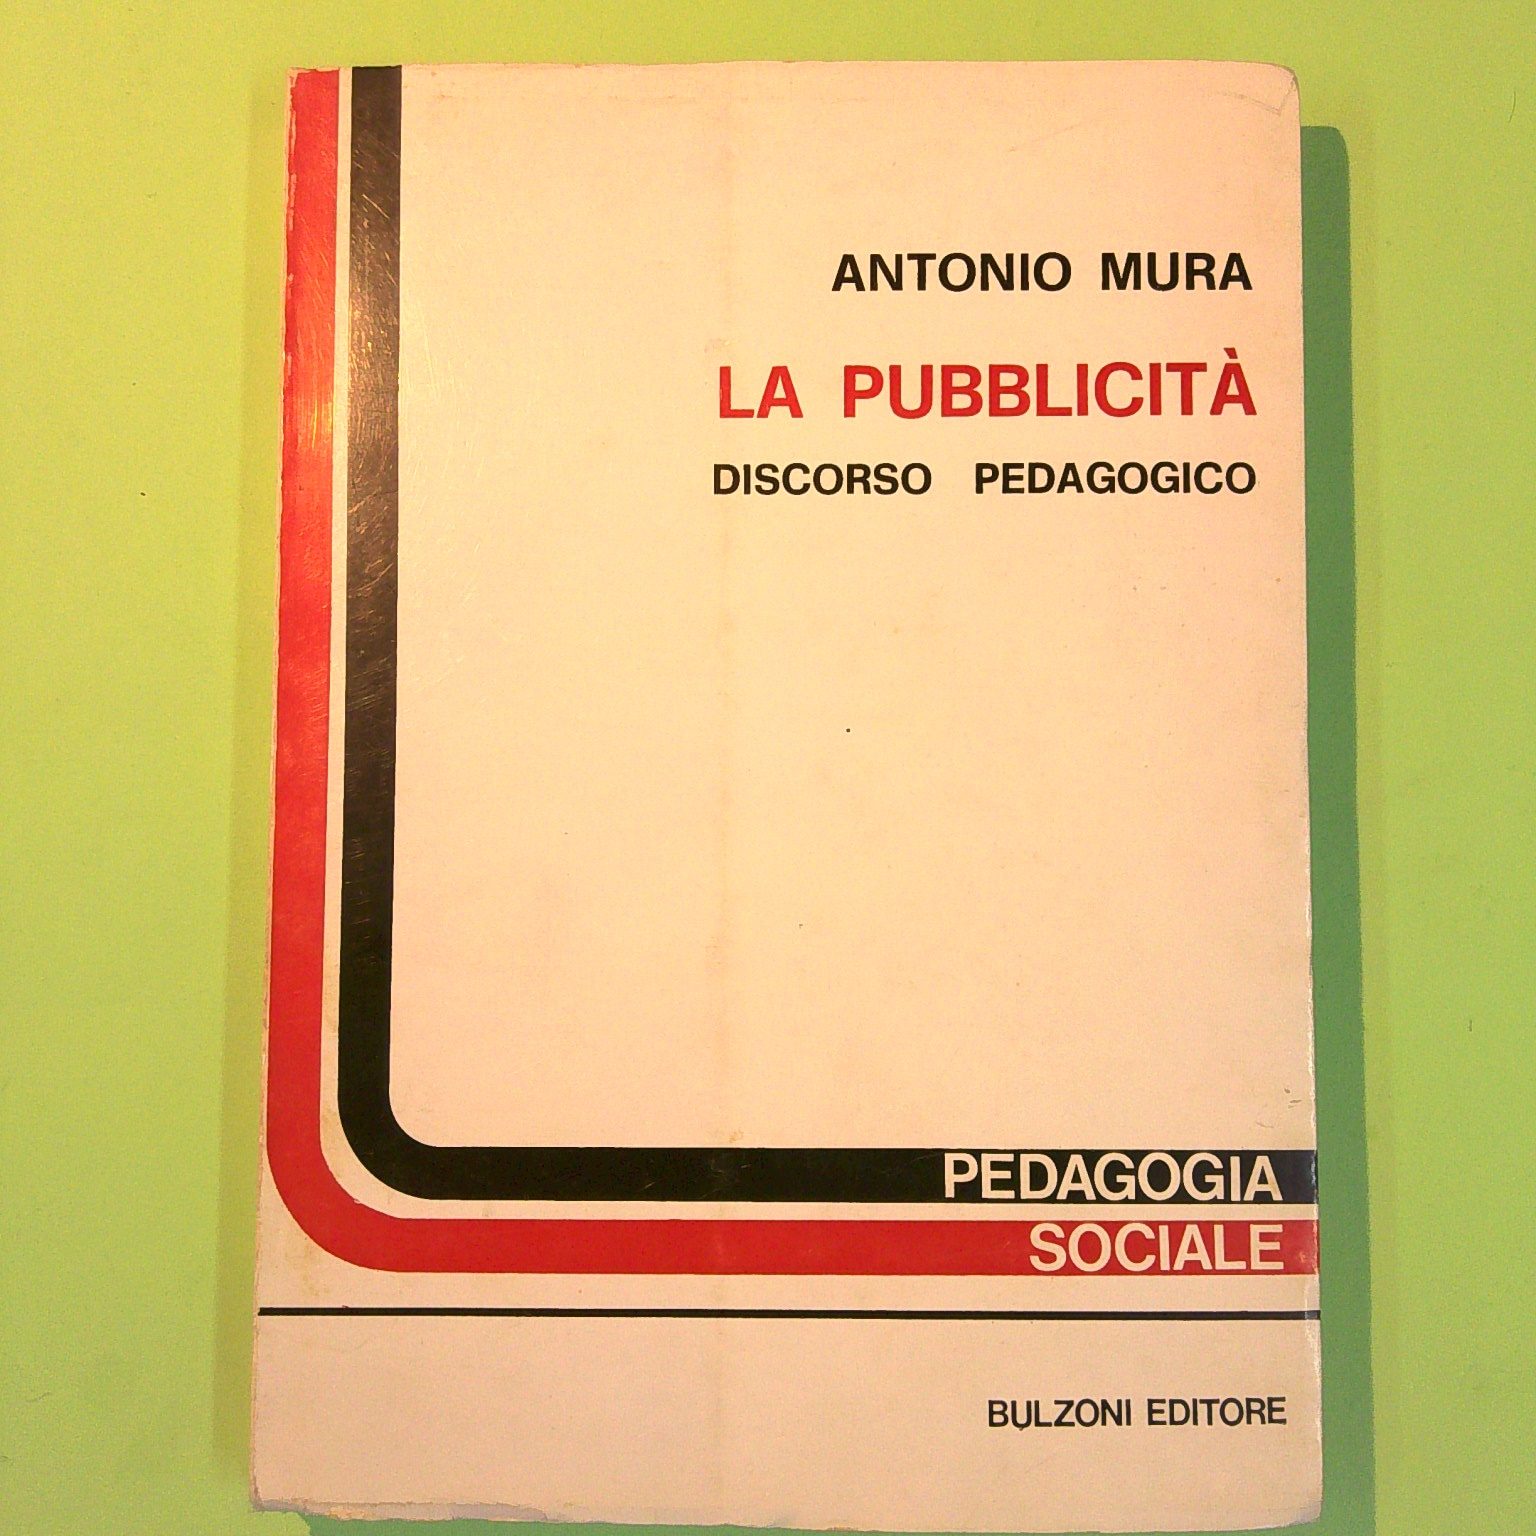 ANTONIO MURA
LA PUBBLICITÀ
DISCORSO PEDAGOGICO
PEDAGOGIA
SOCIALE
BULZONI EDITORE